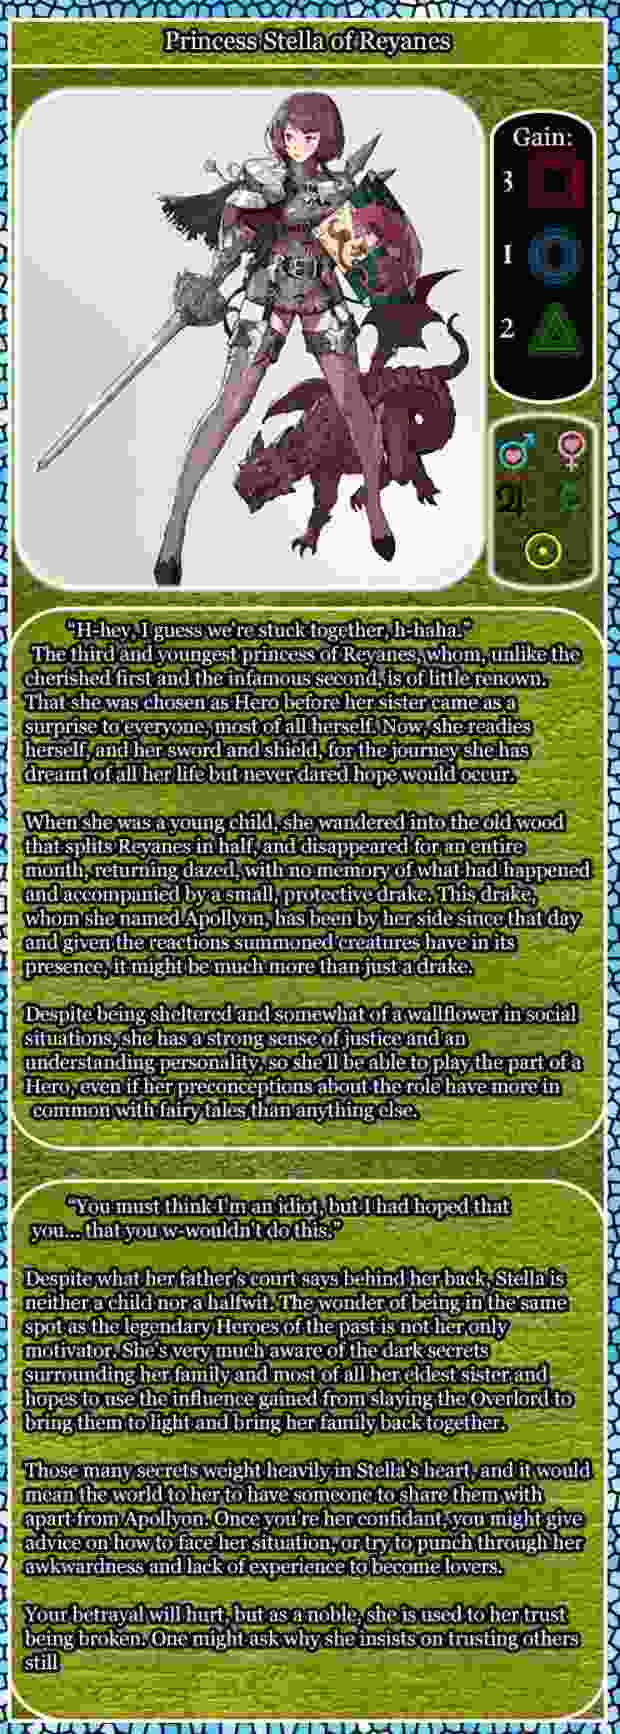 Princess Stella of Reyanes
Gain:
3
1
2
"H-hey, I guess we're stuck together, h-haha."
The third and youngest princess of Reyanes, whom, unlike the
cherished first and the infamous second, is of little renown.
That she was chosen as Hero before her sister came as a
surprise to everyone, most of all herself. Now, she readies
herself, and her sword and shield, for the journey she has
dreamt of all her life but never dared hope would occur.
When she was a young child, she wandered into the old wood
that splits Reyanes in half, and disappeared for an entire
month, returning dazed, with no memory of what had happened
and accompanied by a small, protective drake. This drake,
whom she named Apollyon, has been by her side since that day
and given the reactions summoned creatures have in its
presence, it might be much more than just a drake.
Despite being sheltered and somewhat of a wallflower in social
situations, she has a strong sense of justice and an
understanding personality, so she'll be able to play the part of a
Hero, even if her preconceptions about the role have more in
common with fairy tales than anything else.
"You must think I'm an idiot, but I had hoped that
you... that you w-wouldn't do this."
Despite what her father's court says behind her back, Stella is
neither a child nor a halfwit. The wonder of being in the same
spot as the legendary Heroes of the past is not her only
motivator. She's very much aware of the dark secrets
surrounding her family and most of all her eldest sister and
hopes to use the influence gained from slaying the Overlord to
bring them to light and bring her family back together.
Those many secrets weight heavily in Stella's heart, and it would
mean the world to her to have someone to share them with
apart from Apollyon. Once you're her confidant, you might give
advice on how to face her situation, or try to punch through her
awkwardness and lack of experience to become lovers.
Your betrayal will hurt, but as a noble, she is used to her trust
being broken. One might ask why she insists on trusting others
still